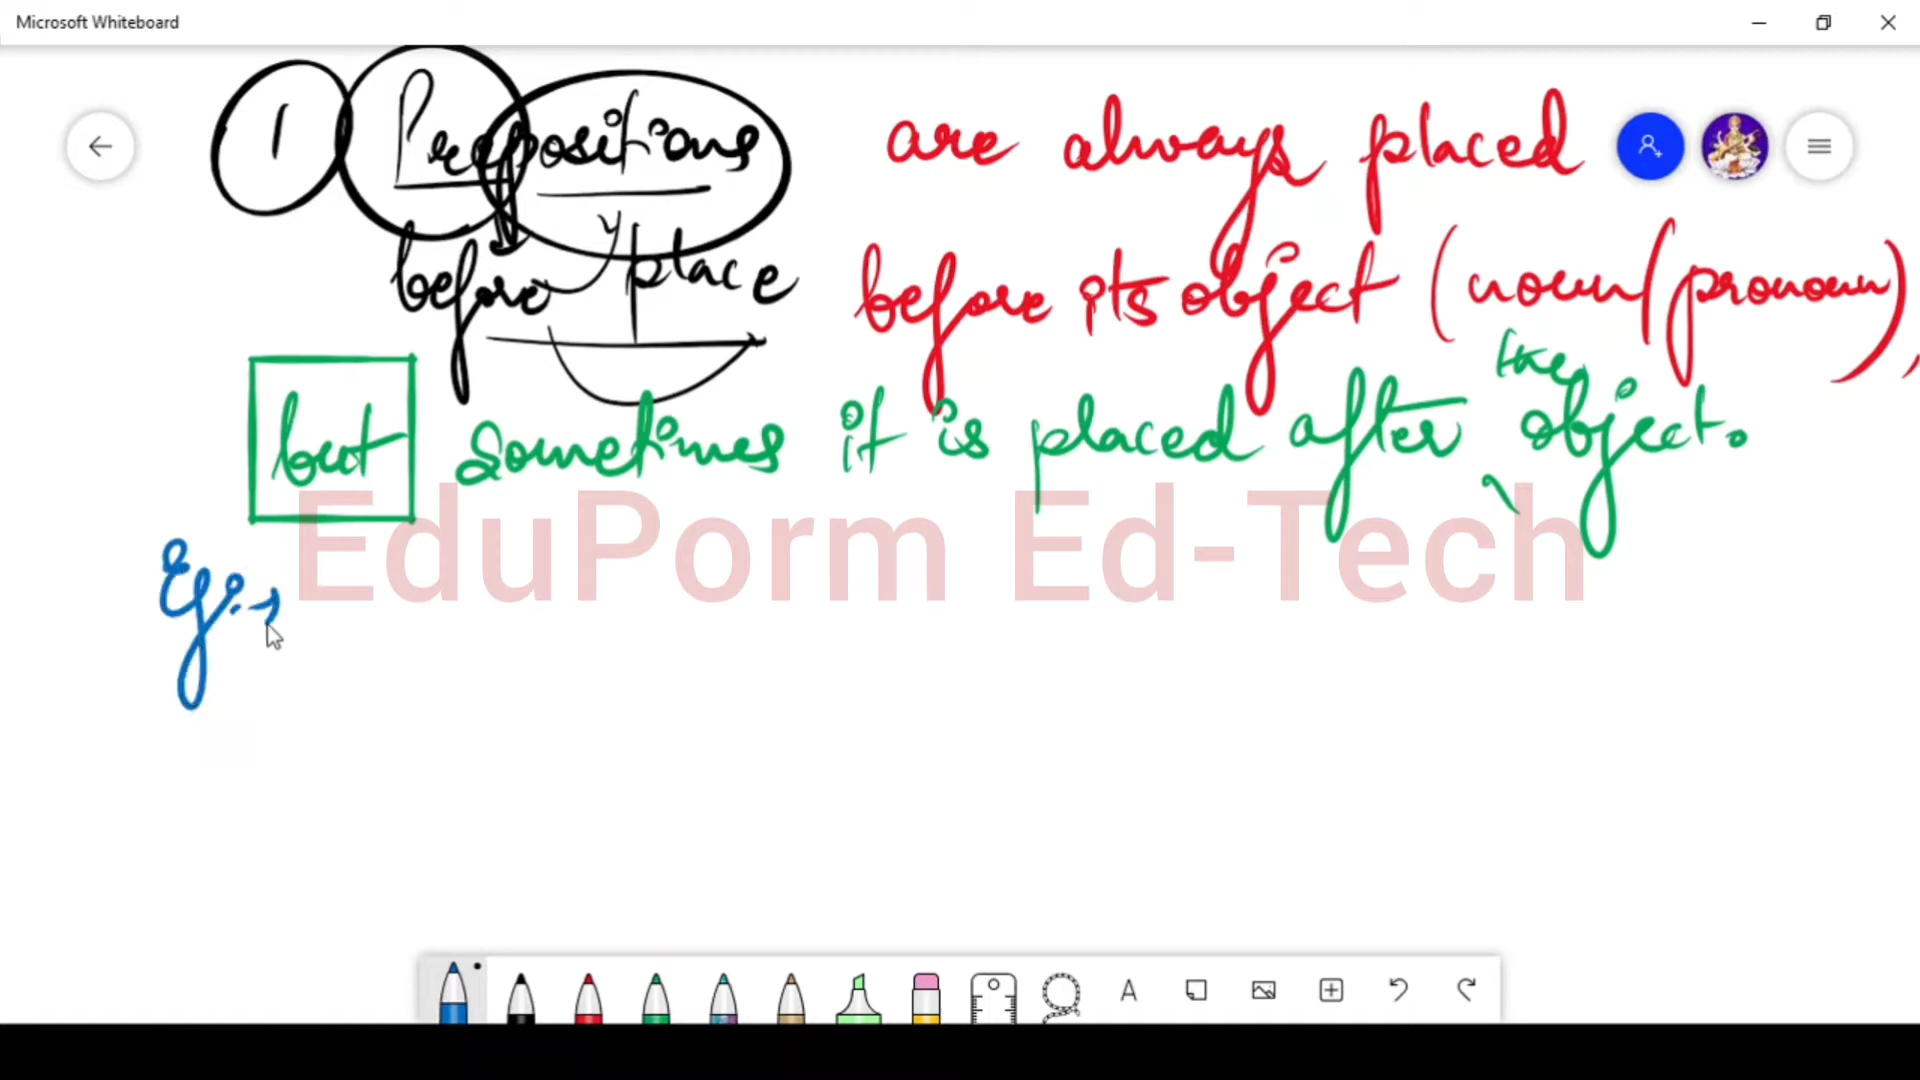 Microsoft Whiteboard
1 Prepositions are always placed
before place before its object (noun/pronoun),
the
but sometimes it is placed after object.
EduPorm Ed-Tech
Eg:→
A